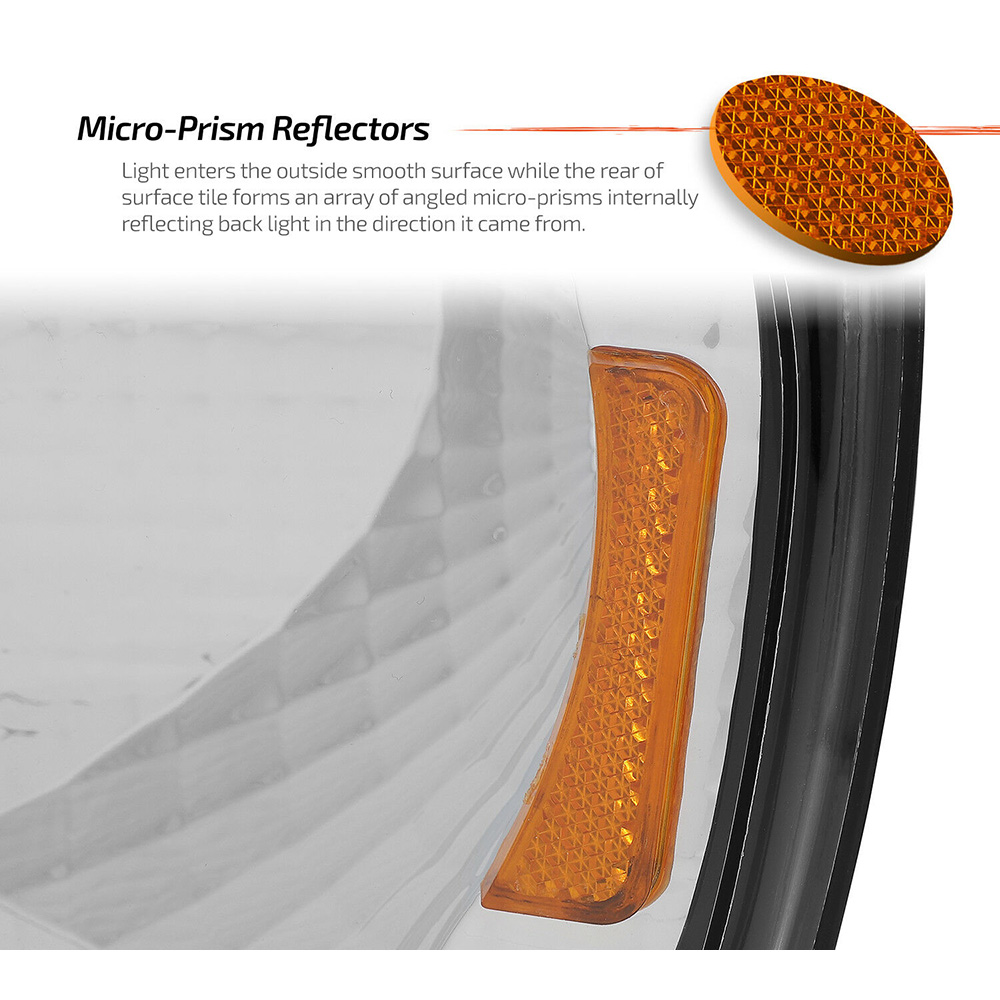 Micro-Prism Reflectors
Light enters the outside smooth surface while the rear of
surface tile forms an array of angled micro-prisms internally
reflecting back light in the direction it came from.